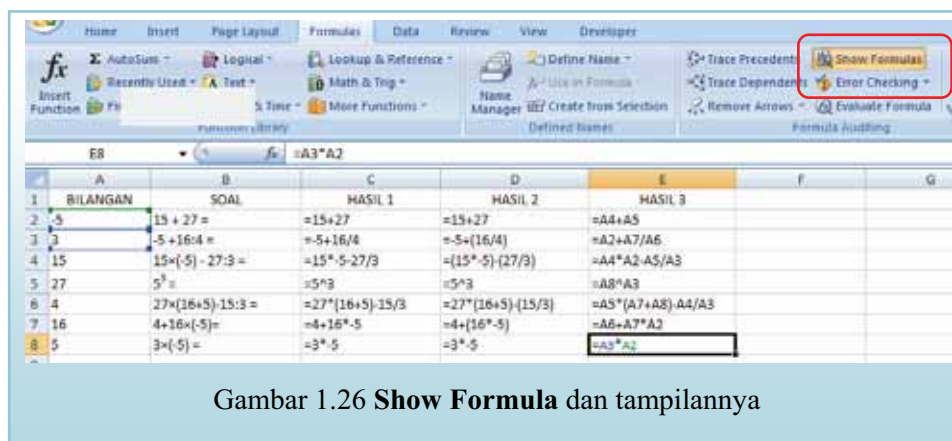 Home Insert Page Layout Formulas Data Review View Developer
Σ AutoSum Logical Lookup & Reference Define Name Trace Precedents Show Formulas
fx Recently Used A Text Math & Trig Use in Formula Trace Dependents Error Checking
Insert Function Time More Functions Name Manager Create from Selection Remove Arrows Evaluate Formula
Function Library Defined Names Formula Auditing
E8 fx =A3*A2
A B C D E F G
1 BILANGAN SOAL HASIL 1 HASIL 2 HASIL 3
2 -5 15 + 27 = =15+27 =15+27 =A4+A5
3 3 -5 +16:4 = =-5+16/4 =-5+(16/4) =A2+A7/A6
4 15 15×(-5) - 27:3 = =15*-5-27/3 =(15*-5)-(27/3) =A4*A2-A5/A3
5 27 5³ = =5^3 =5^3 =A8^A3
6 4 27×(16+5)-15:3 = =27*(16+5)-15/3 =27*(16+5)-(15/3) =A5*(A7+A8)-A4/A3
7 16 4+16×(-5)= =4+16*-5 =4+(16*-5) =A6+A7*A2
8 5 3×(-5) = =3*-5 =3*-5 =A3*A2
Gambar 1.26 Show Formula dan tampilannya